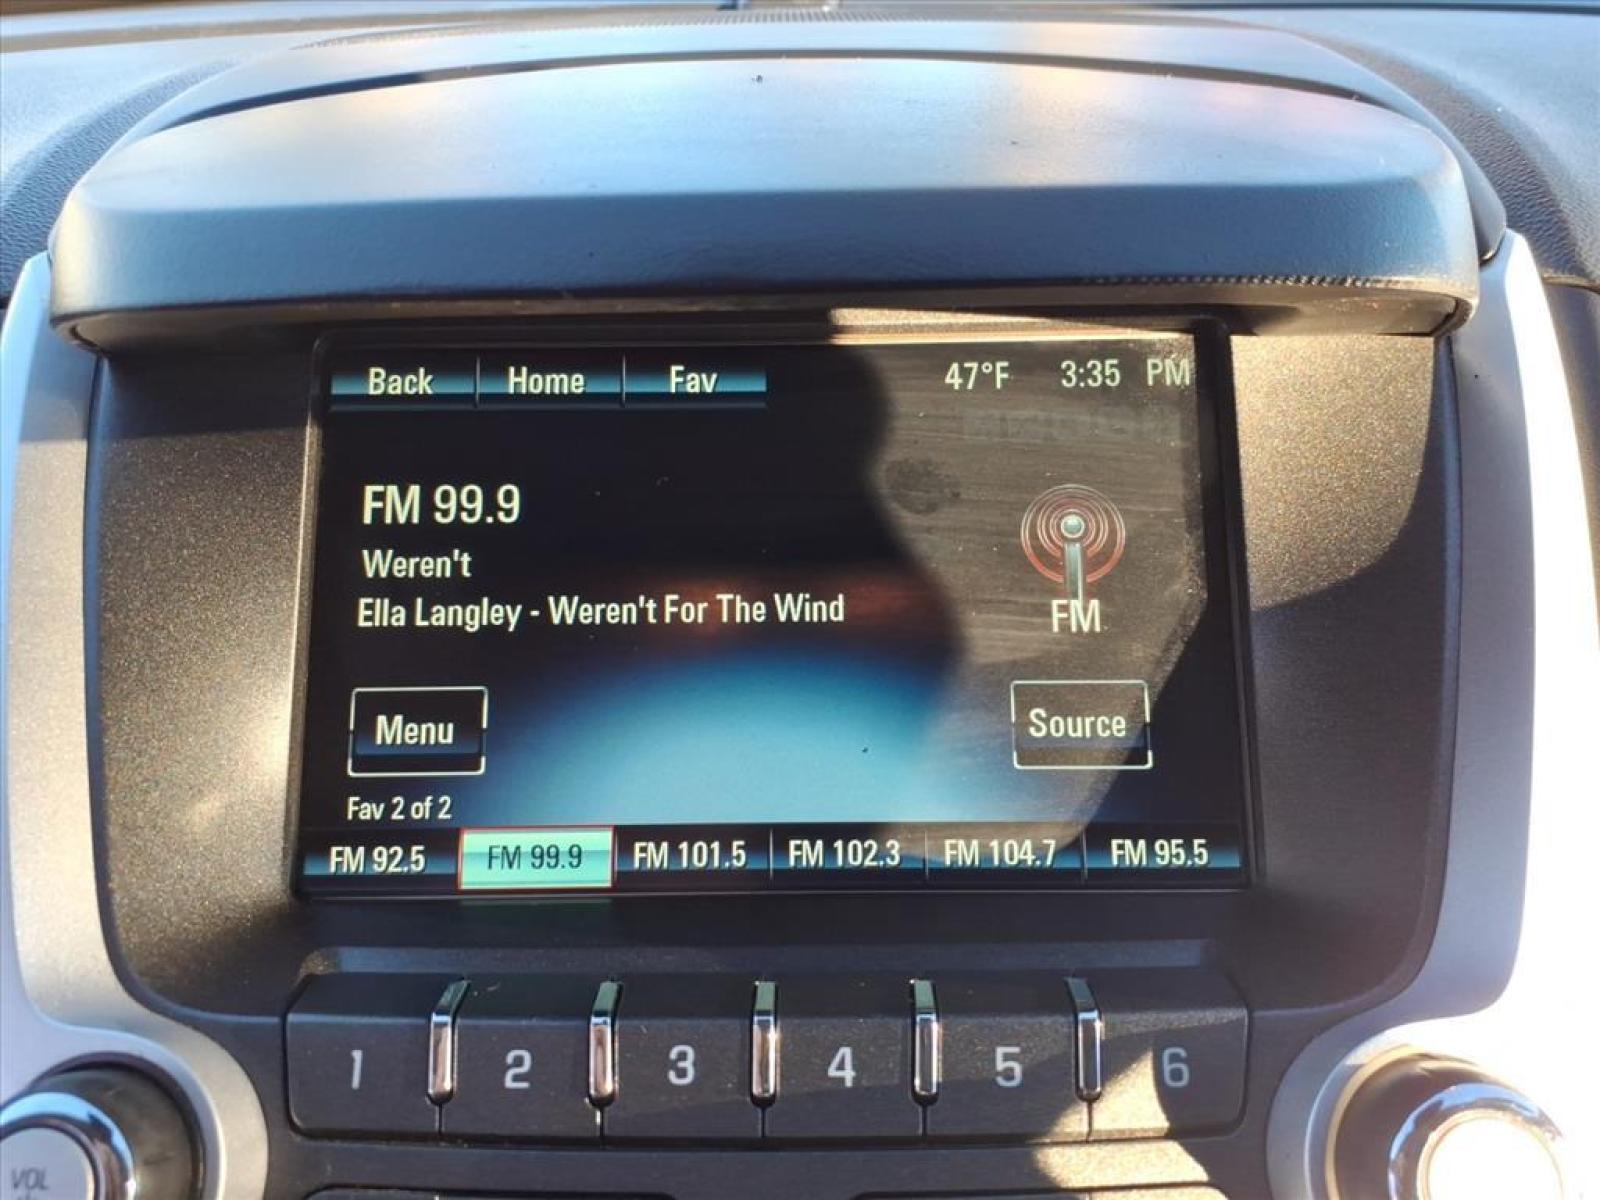 Back Home Fav 47°F 3:35 PM
FM 99.9
Weren't
Ella Langley - Weren't For The Wind
FM
Menu Source
Fav 2 of 2
FM 92.5 FM 99.9 FM 101.5 FM 102.3 FM 104.7 FM 95.5
1 2 3 4 5 6
VOL